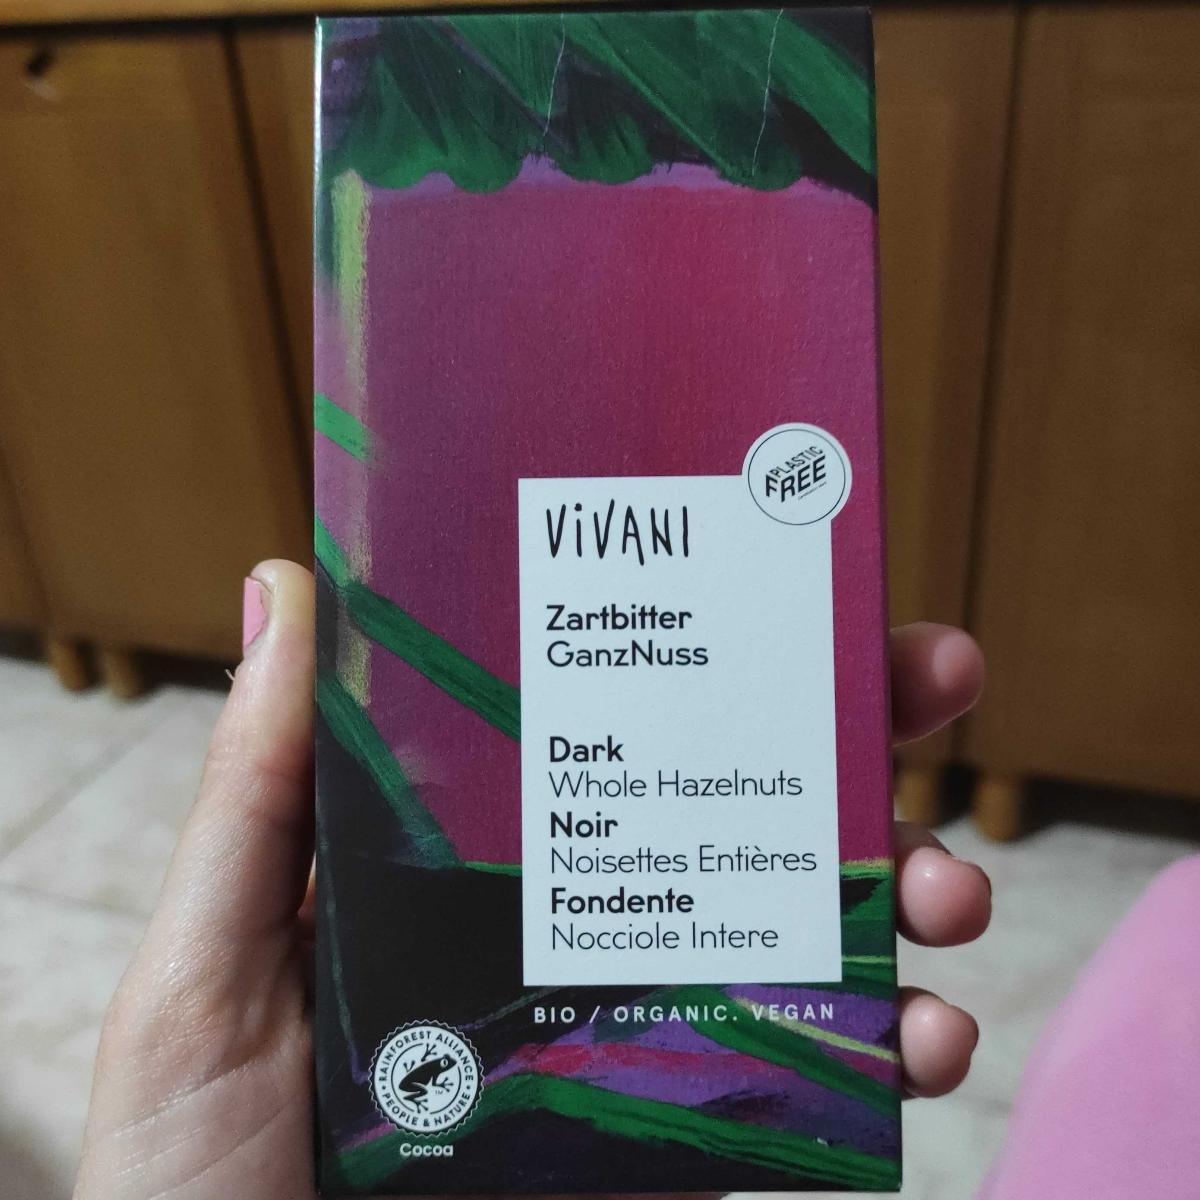 PLASTIC
FREE
ViVANI
Zartbitter
GanzNuss
Dark
Whole Hazelnuts
Noir
Noisettes Entières
Fondente
Nocciole Intere
BIO / ORGANIC. VEGAN
RAINFOREST ALLIANCE
PEOPLE & NATURE
TM
Cocoa